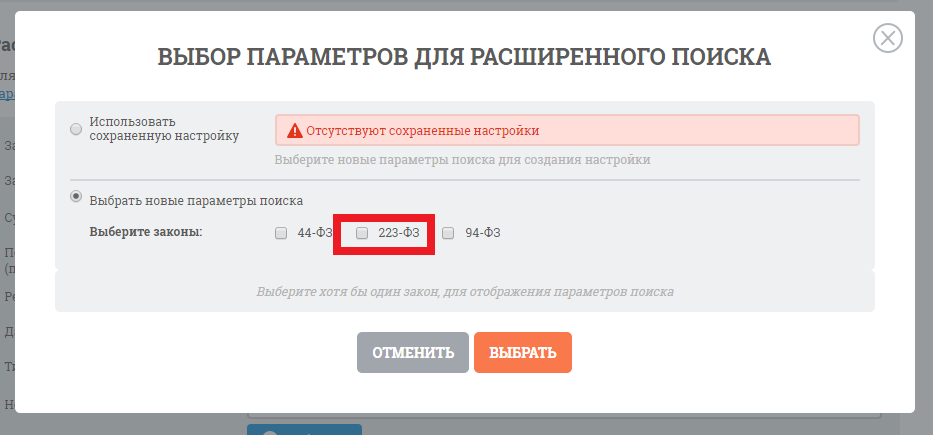 ВЫБОР ПАРАМЕТРОВ ДЛЯ РАСШИРЕННОГО ПОИСКА
Использовать
сохраненную настройку
Отсутствуют сохраненные настройки
Выберите новые параметры поиска для создания настройки
Выбрать новые параметры поиска
Выберите законы: 44-ФЗ 223-ФЗ 94-ФЗ
Выберите хотя бы один закон, для отображения параметров поиска
ОТМЕНИТЬ ВЫБРАТЬ